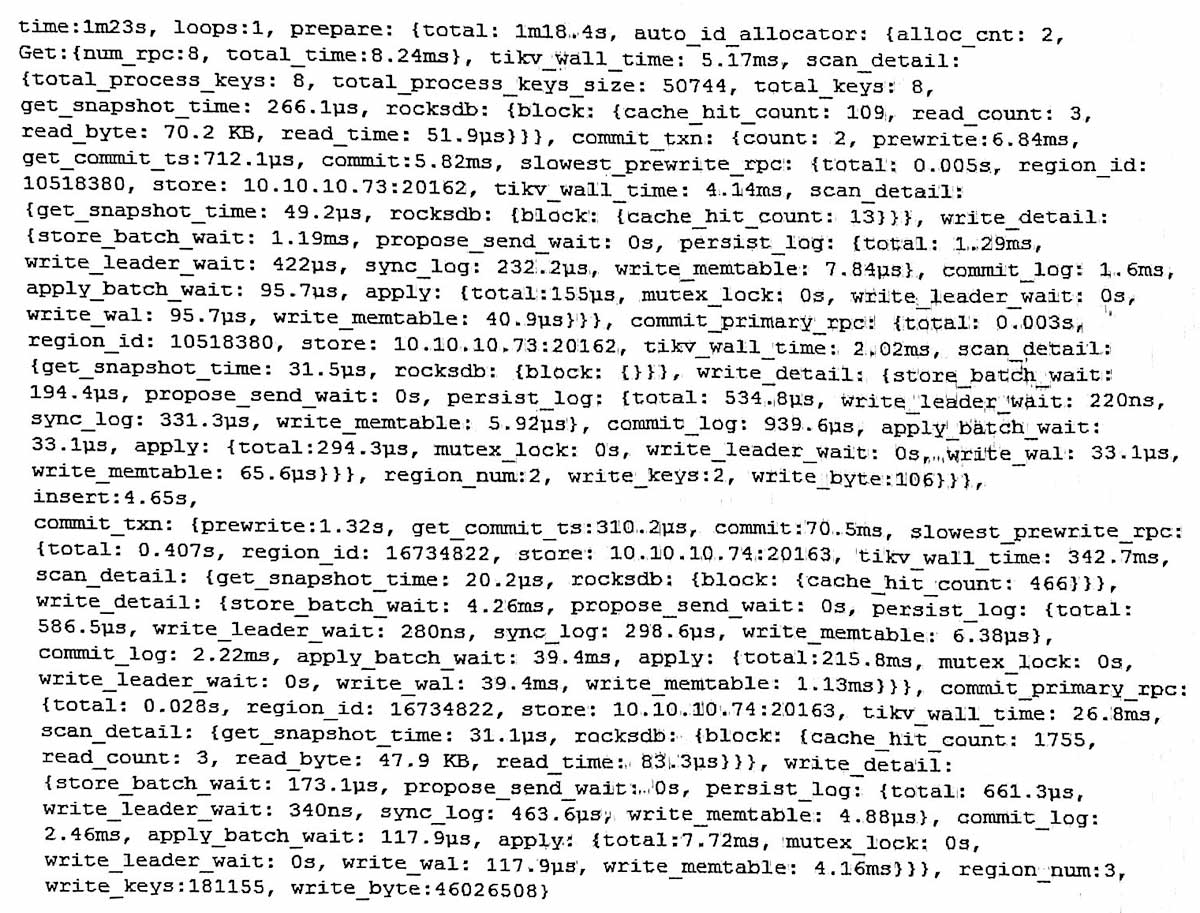 time:1m23s, loops:1, prepare: {total: 1m18.4s, auto_id_allocator: {alloc_cnt: 2,
Get:{num_rpc:8, total_time:8.24ms}, tikv_wall_time: 5.17ms, scan_detail:
{total_process_keys: 8, total_process_keys_size: 50744, total_keys: 8,
get_snapshot_time: 266.1µs, rocksdb: {block: {cache_hit_count: 109, read_count: 3,
read_byte: 70.2 KB, read_time: 51.9µs}}}, commit_txn: {count: 2, prewrite:6.84ms,
get_commit_ts:712.1µs, commit:5.82ms, slowest_prewrite_rpc: {total: 0.005s, region_id:
10518380, store: 10.10.10.73:20162, tikv_wall_time: 4.14ms, scan_detail:
{get_snapshot_time: 49.2µs, rocksdb: {block: {cache_hit_count: 13}}}, write_detail:
{store_batch_wait: 1.19ms, propose_send_wait: 0s, persist_log: {total: 1.29ms,
write_leader_wait: 422µs, sync_log: 232.2µs, write_memtable: 7.84µs}, commit_log: 1.6ms,
apply_batch_wait: 95.7µs, apply: {total:155µs, mutex_lock: 0s, write_leader_wait: 0s,
write_wal: 95.7µs, write_memtable: 40.9µs}}}, commit_primary_rpc: {total: 0.003s,
region_id: 10518380, store: 10.10.10.73:20162, tikv_wall_time: 2.02ms, scan_detail:
{get_snapshot_time: 31.5µs, rocksdb: {block: {}}}, write_detail: {store_batch_wait:
194.4µs, propose_send_wait: 0s, persist_log: {total: 534.8µs, write_leader_wait: 220ns,
sync_log: 331.3µs, write_memtable: 5.92µs}, commit_log: 939.6µs, apply_batch_wait:
33.1µs, apply: {total:294.3µs, mutex_lock: 0s, write_leader_wait: 0s, write_wal: 33.1µs,
write_memtable: 65.6µs}}}, region_num:2, write_keys:2, write_byte:106}}},
insert:4.65s,
commit_txn: {prewrite:1.32s, get_commit_ts:310.2µs, commit:70.5ms, slowest_prewrite_rpc:
{total: 0.407s, region_id: 16734822, store: 10.10.10.74:20163, tikv_wall_time: 342.7ms,
scan_detail: {get_snapshot_time: 20.2µs, rocksdb: {block: {cache_hit_count: 466}}},
write_detail: {store_batch_wait: 4.26ms, propose_send_wait: 0s, persist_log: {total:
586.5µs, write_leader_wait: 280ns, sync_log: 298.6µs, write_memtable: 6.38µs},
commit_log: 2.22ms, apply_batch_wait: 39.4ms, apply: {total:215.8ms, mutex_lock: 0s,
write_leader_wait: 0s, write_wal: 39.4ms, write_memtable: 1.13ms}}}, commit_primary_rpc:
{total: 0.028s, region_id: 16734822, store: 10.10.10.74:20163, tikv_wall_time: 26.8ms,
scan_detail: {get_snapshot_time: 31.1µs, rocksdb: {block: {cache_hit_count: 1755,
read_count: 3, read_byte: 47.9 KB, read_time: 83.3µs}}}, write_detail:
{store_batch_wait: 173.1µs, propose_send_wait: 0s, persist_log: {total: 661.3µs,
write_leader_wait: 340ns, sync_log: 463.6µs, write_memtable: 4.88µs}, commit_log:
2.46ms, apply_batch_wait: 117.9µs, apply: {total:7.72ms, mutex_lock: 0s,
write_leader_wait: 0s, write_wal: 117.9µs, write_memtable: 4.16ms}}}, region_num:3,
write_keys:181155, write_byte:46026508}